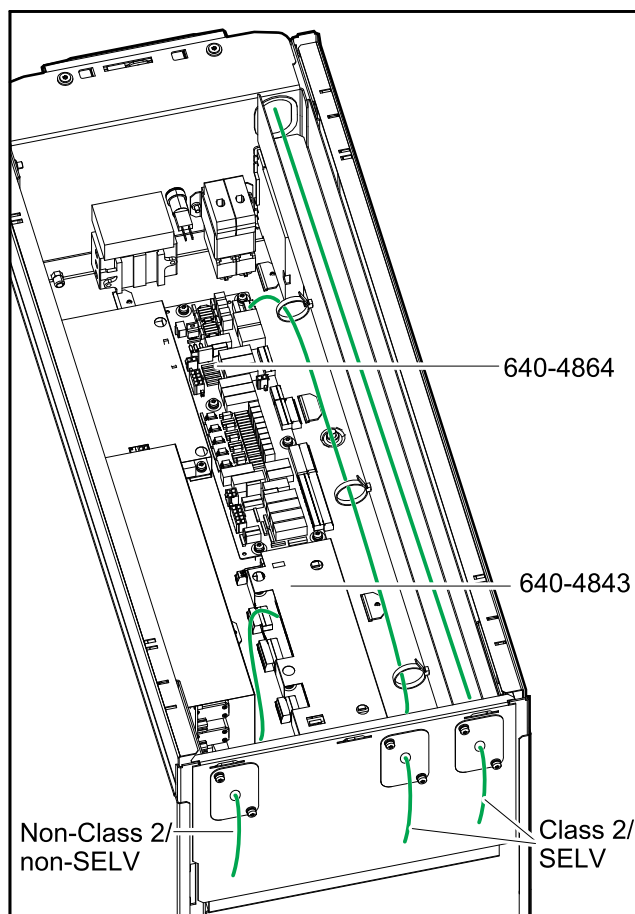 640-4864
640-4843
Non-Class 2/
non-SELV
Class 2/
SELV